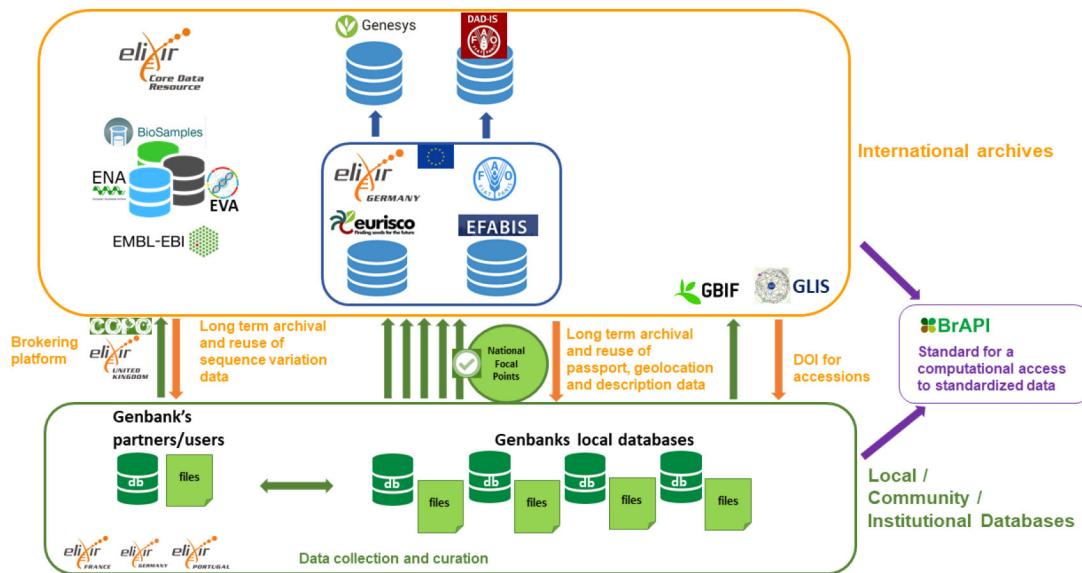 Genesys
DAD-IS
F A O
FIAT PANIS
elixir
Core Data
Resource
BioSamples
ENA
EVA
EMBL-EBI
elixir
GERMANY
F A O
FIAT PANIS
eurisco
Finding seeds for the future
EFABIS
GBIF
GLIS
International archives
BrAPI
Standard for a
computational access
to standardized data
Brokering
platform
COPO
elixir
UNITED
KINGDOM
Long term archival
and reuse of
sequence variation
data
National
Focal
Points
Long term archival
and reuse of
passport, geolocation
and description data
DOI for
accessions
Genbank's
partners/users
db
files
Genbanks local databases
db
files
db
files
db
files
db
files
Local /
Community /
Institutional Databases
elixir
FRANCE
elixir
GERMANY
elixir
PORTUGAL
Data collection and curation